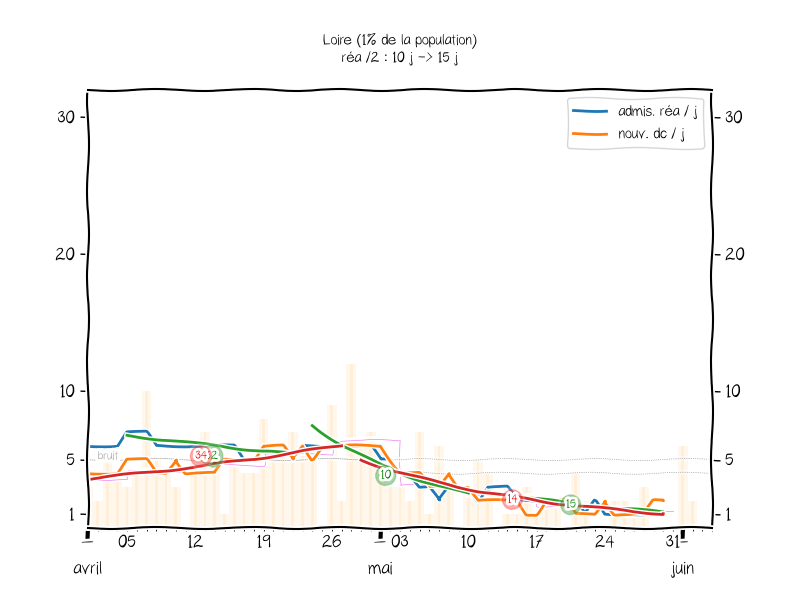 Loire (1% de la population)
réa /2 : 10 j -> 15 j
admis. réa / j
nouv. dc / j
30
30
20
20
10
10
bruit
5
5
1
1
34
10
14
15
05 12 19 26 03 10 17 24 31
avril mai juin